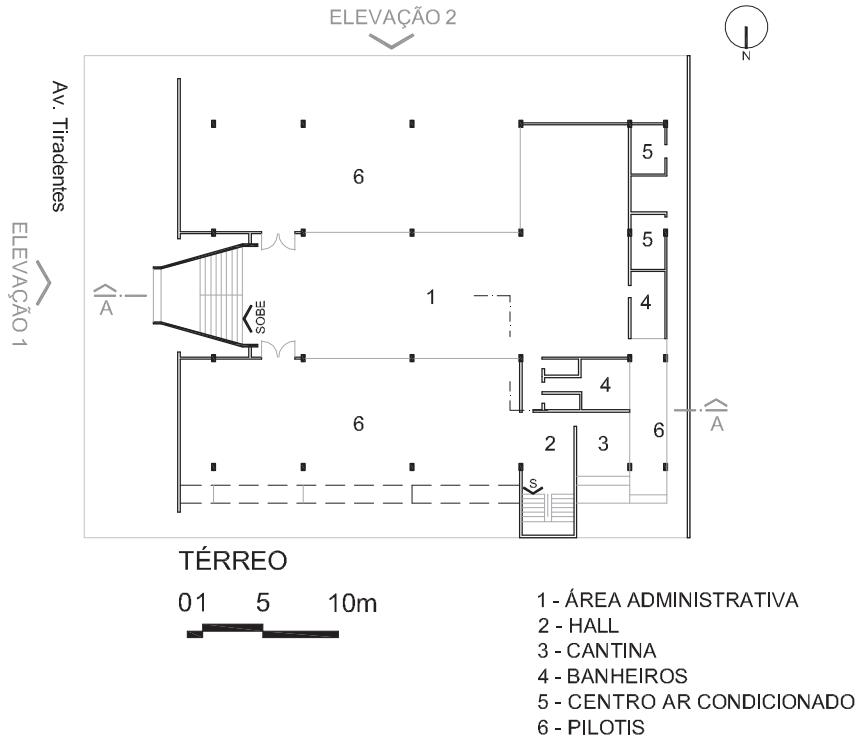 ELEVAÇÃO 2
N
Av. Tiradentes
ELEVAÇÃO 1
A
SOBE
6
5
5
1
4
4
6
2
3
6
A
S
TÉRREO
01 5 10m
1 - ÁREA ADMINISTRATIVA
2 - HALL
3 - CANTINA
4 - BANHEIROS
5 - CENTRO AR CONDICIONADO
6 - PILOTIS